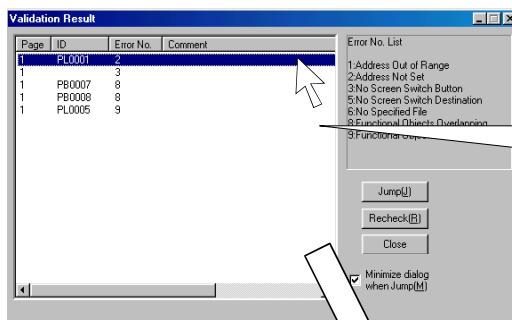 Validation Result
Page ID Error No. Comment
1 PL0001 2
1 3
1 PB0007 8
1 PB0008 8
1 PL0005 9
Error No. List
1:Address Out of Range
2:Address Not Set
3:No Screen Switch Button
5:No Screen Switch Destination
6:No Specified File
8:Functional Objects Overlapping
9:Functional
Jump(J)
Recheck(R)
Close
Minimize dialog
when Jump(M)